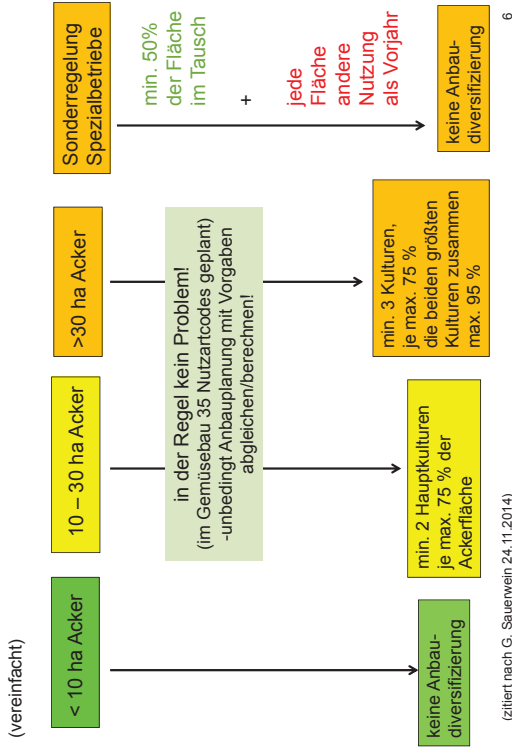 (vereinfacht)
< 10 ha Acker
10 – 30 ha Acker
>30 ha Acker
Sonderregelung
Spezialbetriebe
in der Regel kein Problem!
(im Gemüsebau 35 Nutzartcodes geplant)
-unbedingt Anbauplanung mit Vorgaben
abgleichen/berechnen!
min. 50%
der Fläche
im Tausch
+
jede
Fläche
andere
Nutzung
als Vorjahr
keine Anbau-
diversifizierung
min. 2 Hauptkulturen
je max. 75 % der
Ackerfläche
min. 3 Kulturen,
je max. 75 %
die beiden größten
Kulturen zusammen
max. 95 %
keine Anbau-
diversifizierung
(zitiert nach G. Sauerwein 24.11.2014)
6